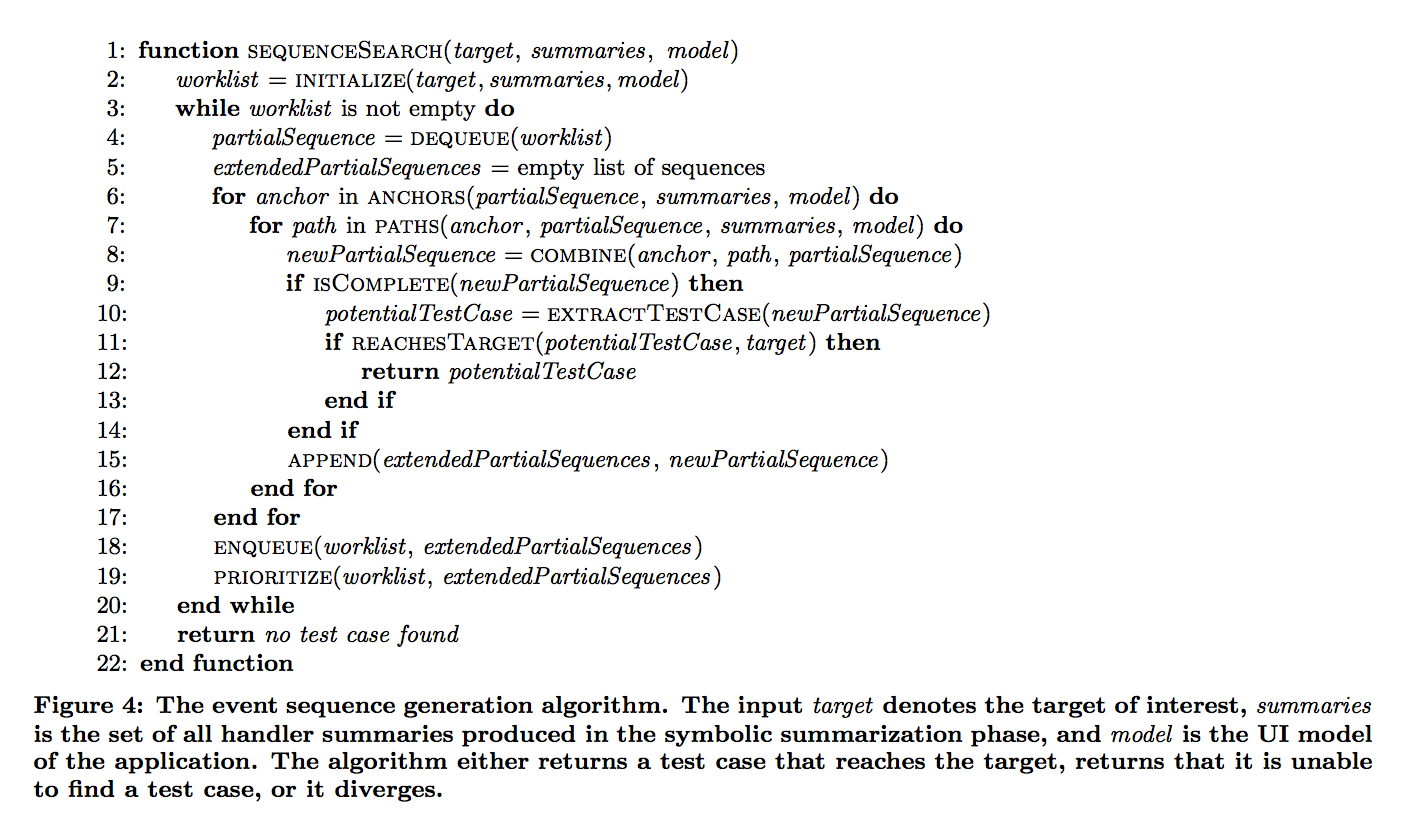 1: function SEQUENCESEARCH(target, summaries, model)
2: worklist = INITIALIZE(target, summaries, model)
3: while worklist is not empty do
4: partialSequence = DEQUEUE(worklist)
5: extendedPartialSequences = empty list of sequences
6: for anchor in ANCHORS(partialSequence, summaries, model) do
7: for path in PATHS(anchor, partialSequence, summaries, model) do
8: newPartialSequence = COMBINE(anchor, path, partialSequence)
9: if ISCOMPLETE(newPartialSequence) then
10: potentialTestCase = EXTRACTTESTCASE(newPartialSequence)
11: if REACHESTARGET(potentialTestCase, target) then
12: return potentialTestCase
13: end if
14: end if
15: APPEND(extendedPartialSequences, newPartialSequence)
16: end for
17: end for
18: ENQUEUE(worklist, extendedPartialSequences)
19: PRIORITIZE(worklist, extendedPartialSequences)
20: end while
21: return no test case found
22: end function
Figure 4: The event sequence generation algorithm. The input target denotes the target of interest, summaries
is the set of all handler summaries produced in the symbolic summarization phase, and model is the UI model
of the application. The algorithm either returns a test case that reaches the target, returns that it is unable
to find a test case, or it diverges.